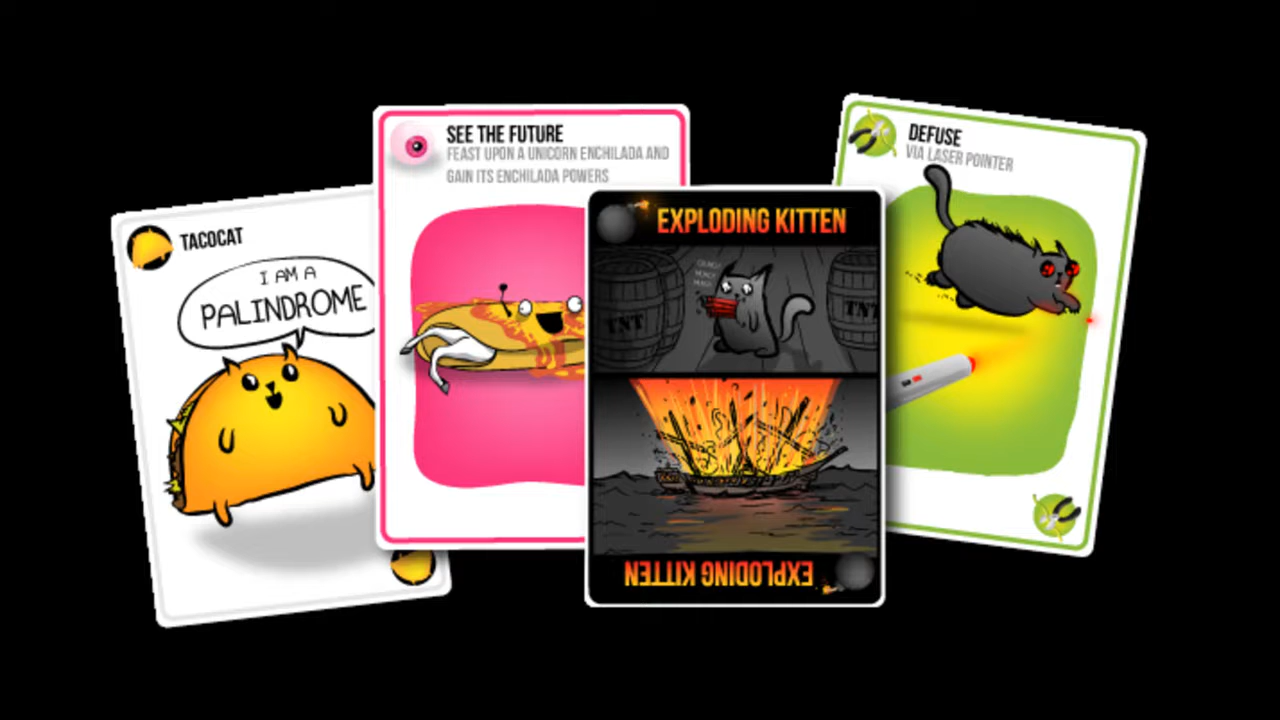 TACOCAT
I AM A
PALINDROME
SEE THE FUTURE
FEAST UPON A UNICORN ENCHILADA AND
GAIN ITS ENCHILADA POWERS
EXPLODING KITTEN
TNT
TNT
EXPLODING KITTEN
DEFUSE
VIA LASER POINTER